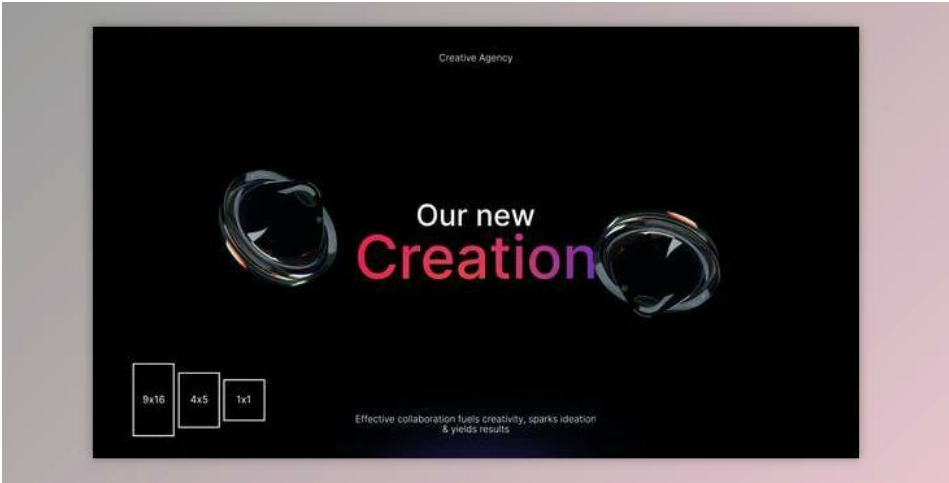 Creative Agency
Our new
Creation
9x16
4x5
1x1
Effective collaboration fuels creativity, sparks ideation
& yields results